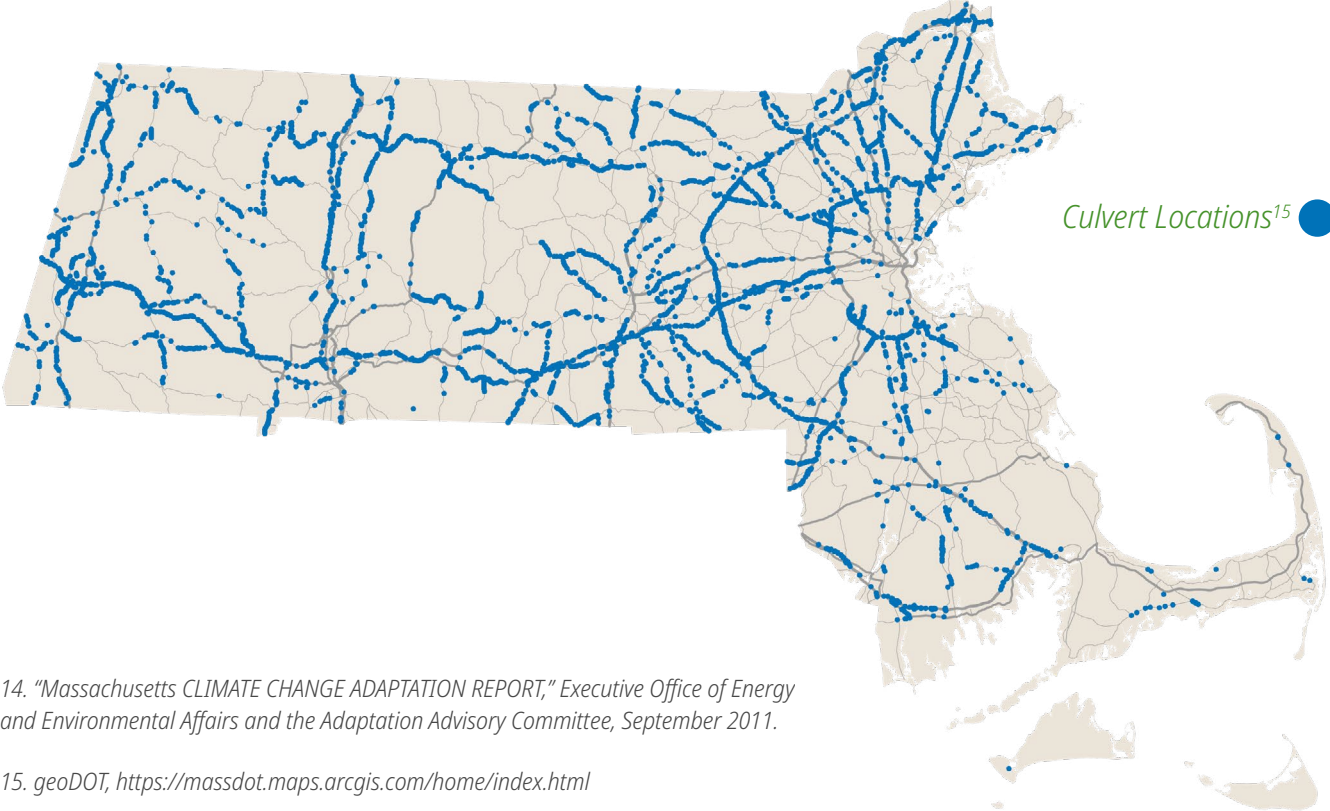 Culvert Locations15
14. “Massachusetts CLIMATE CHANGE ADAPTATION REPORT,” Executive Office of Energy
and Environmental Affairs and the Adaptation Advisory Committee, September 2011.
15. geoDOT, https://massdot.maps.arcgis.com/home/index.html